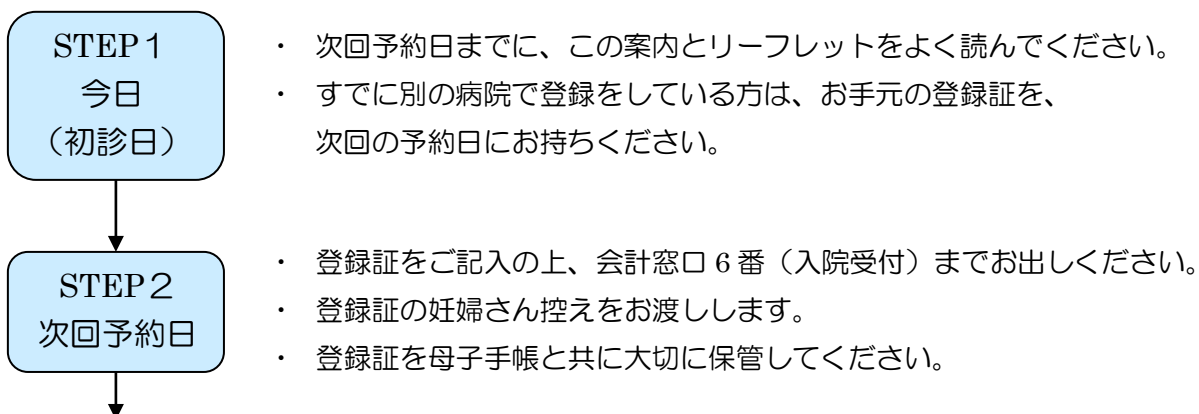 STEP１
今日
（初診日）
・ 次回予約日までに、この案内とリーフレットをよく読んでください。
・ すでに別の病院で登録をしている方は、お手元の登録証を、
次回の予約日にお持ちください。
STEP２
次回予約日
・ 登録証をご記入の上、会計窓口 6 番（入院受付）までお出しください。
・ 登録証の妊婦さん控えをお渡しします。
・ 登録証を母子手帳と共に大切に保管してください。